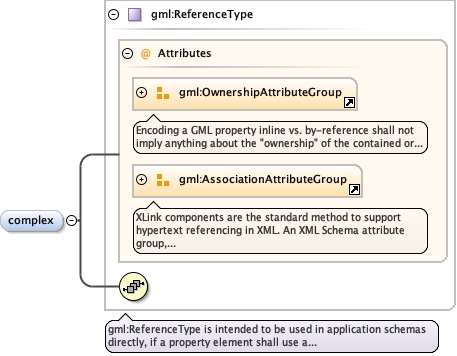 gml:ReferenceType
@ Attributes
gml:OwnershipAttributeGroup
Encoding a GML property inline vs. by-reference shall not
imply anything about the "ownership" of the contained or...
gml:AssociationAttributeGroup
XLink components are the standard method to support
hypertext referencing in XML. An XML Schema attribute
group,...
complex
gml:ReferenceType is intended to be used in application schemas
directly, if a property element shall use a...